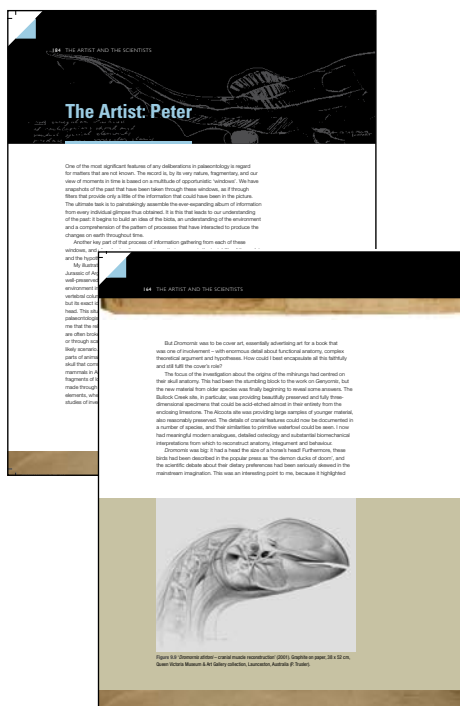 184 THE ARTIST AND THE SCIENTISTS
The Artist: Peter
One of the most significant features of any deliberations in palaeontology is regard
for matters that are not known. The record is, by its very nature, fragmentary, and our
view of moments in time is based on a multitude of opportunistic ‘windows’. We have
snapshots of the past that have been taken through these windows, as if through
filters that provide only a little of the information that could have been in the picture.
The ultimate task is to painstakingly assemble the ever-expanding album of information
from every individual glimpse thus obtained. It is this that leads to our understanding
of the past: it begins to build an idea of the biota, an understanding of the environment
and a comprehension of the pattern of processes that have interacted to produce the
changes on earth throughout time.
Another key part of that process of information gathering from each of these
windows, and
and the hypoth
My illustrat
Jurassic of Arg
well-preserved
environment in
vertebral colum
but its exact lo
head. This situ
palaeontologis
me that the rel
are often broke
or through sca
likely scenario
parts of animal
skull that com
mammals in A
fragments of lo
made through
elements, whe
studies of inve
164 THE ARTIST AND THE SCIENTISTS
But Dromornis was to be cover art, essentially advertising art for a book that
was one of involvement – with enormous detail about functional anatomy, complex
theoretical argument and hypotheses. How could I best encapsulate all this faithfully
and still fulfil the cover’s role?
The focus of the investigation about the origins of the mihirungs had centred on
their skull anatomy. This had been the stumbling block to the work on Genyornis, but
the new material from older species was finally beginning to reveal some answers. The
Bullock Creek site, in particular, was providing beautifully preserved and fully three-
dimensional specimens that could be acid-etched almost in their entirety from the
enclosing limestone. The Alcoota site was providing large samples of younger material,
also reasonably preserved. The details of cranial features could now be documented in
a number of species, and their similarities to primitive waterfowl could be seen. I now
had meaningful modern analogues, detailed osteology and substantial biomechanical
interpretations from which to reconstruct anatomy, integument and behaviour.
Dromornis was big: it had a head the size of a horse’s head! Furthermore, these
birds had been described in the popular press as ‘the demon ducks of doom’, and
the scientific debate about their dietary preferences had been seriously skewed in the
mainstream imagination. This was an interesting point to me, because it highlighted
Figure 9.9 ‘Dromornis stirtoni – cranial muscle reconstruction’ (2001). Graphite on paper, 38 x 52 cm,
Queen Victoria Museum & Art Gallery collection, Launceston, Australia (P. Trusler).